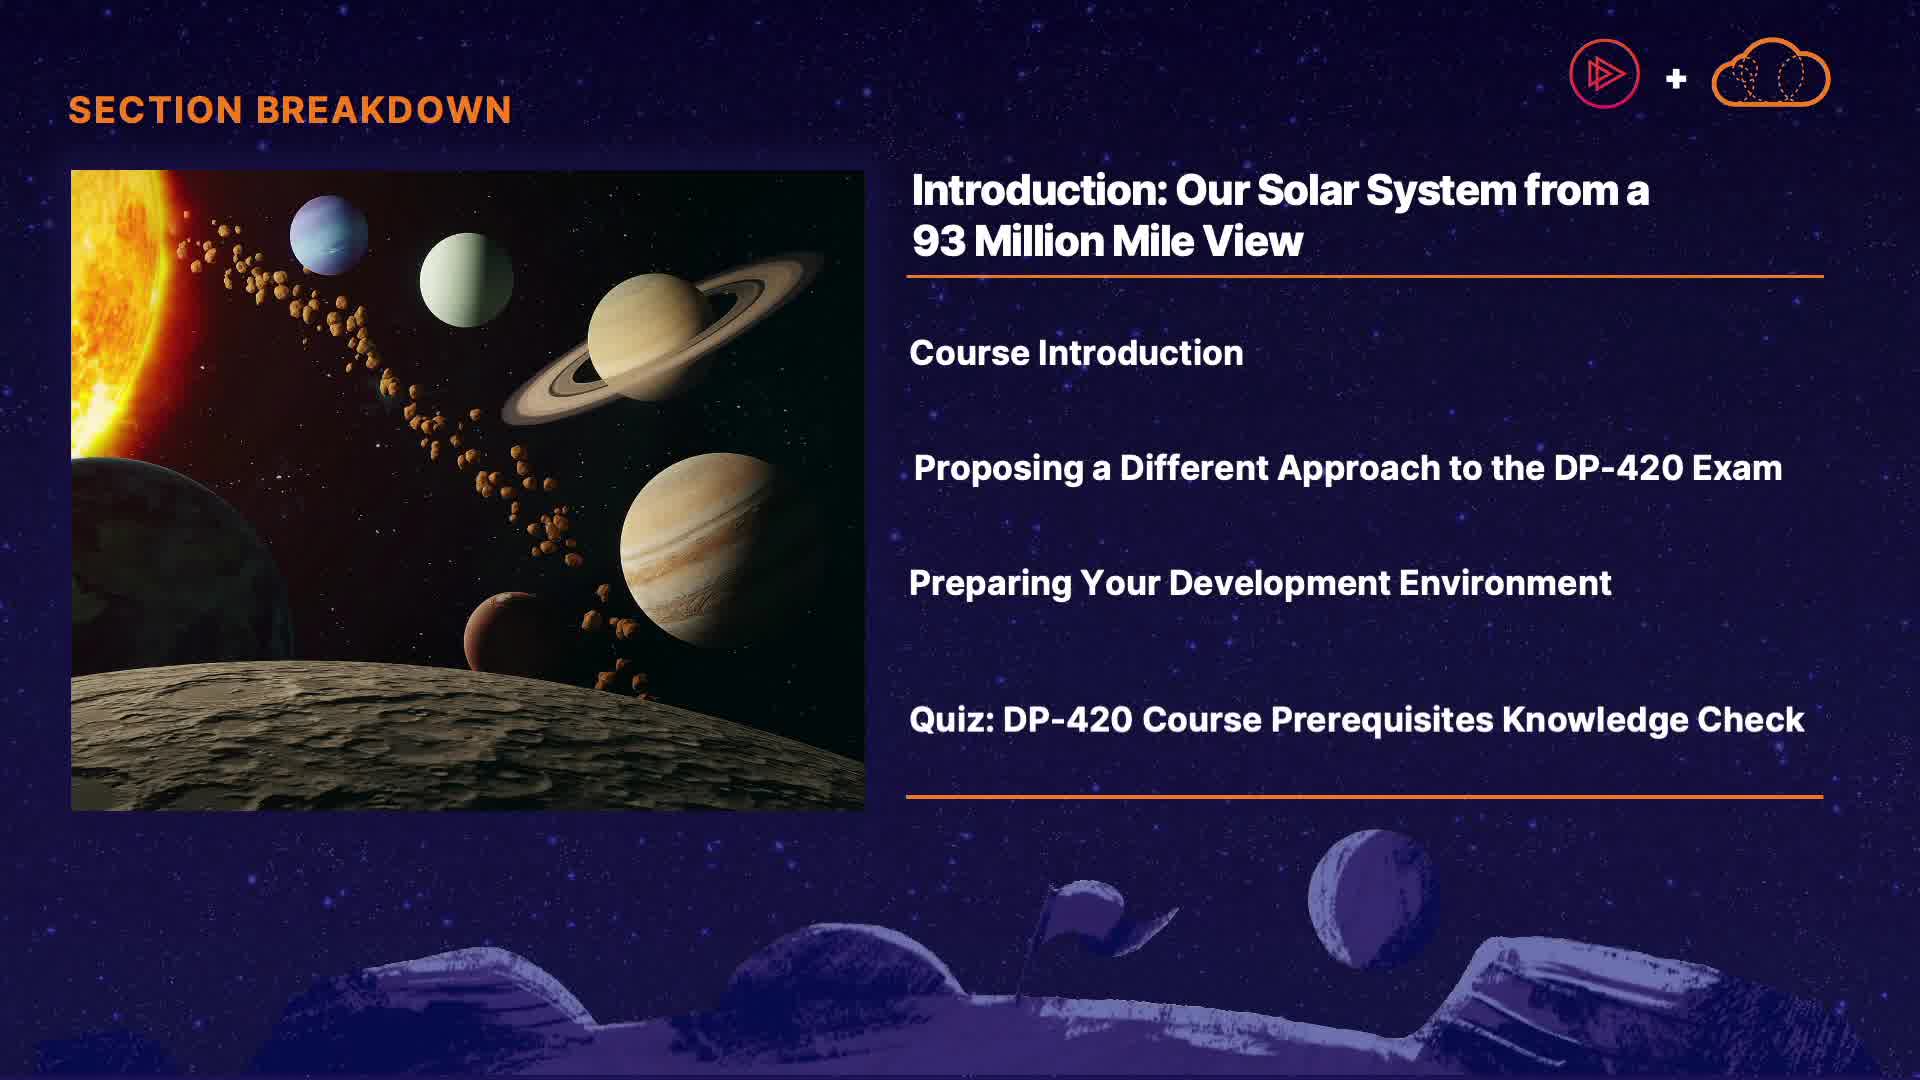 SECTION BREAKDOWN
+
Introduction: Our Solar System from a
93 Million Mile View
Course Introduction
Proposing a Different Approach to the DP-420 Exam
Preparing Your Development Environment
Quiz: DP-420 Course Prerequisites Knowledge Check